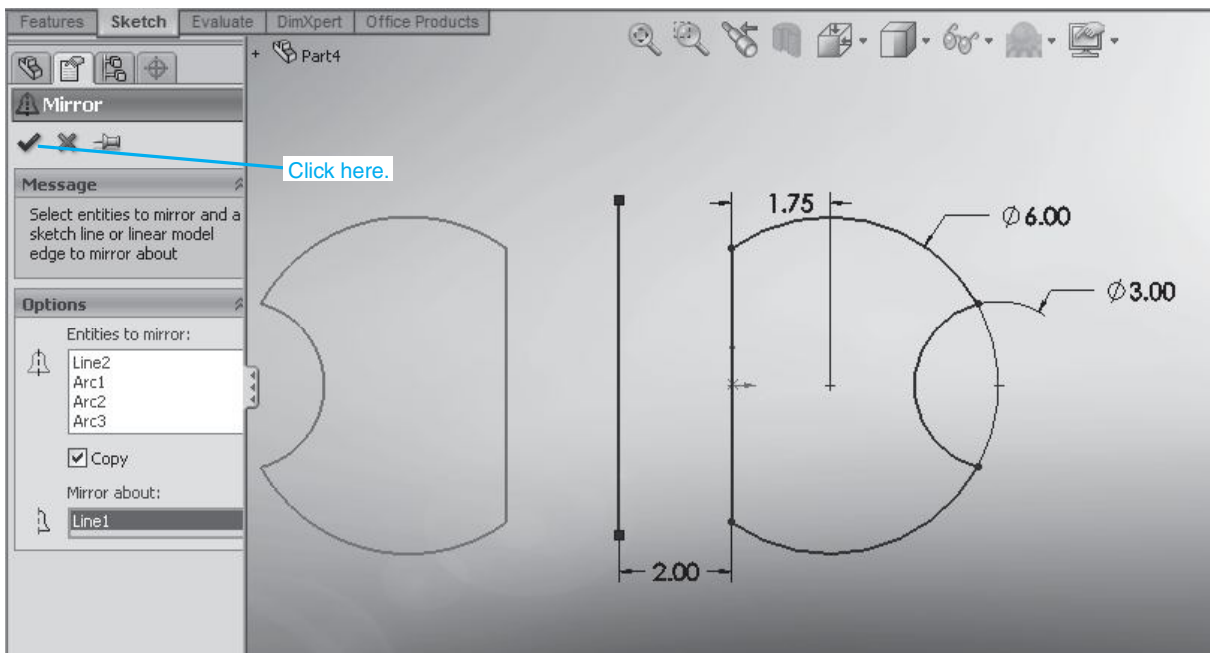 Features Sketch Evaluate DimXpert Office Products
+ Part4
Mirror
Click here.
Message
Select entities to mirror and a
sketch line or linear model
edge to mirror about
Options
Entities to mirror:
Line2
Arc1
Arc2
Arc3
Copy
Mirror about:
Line1
1.75
∅6.00
∅3.00
2.00